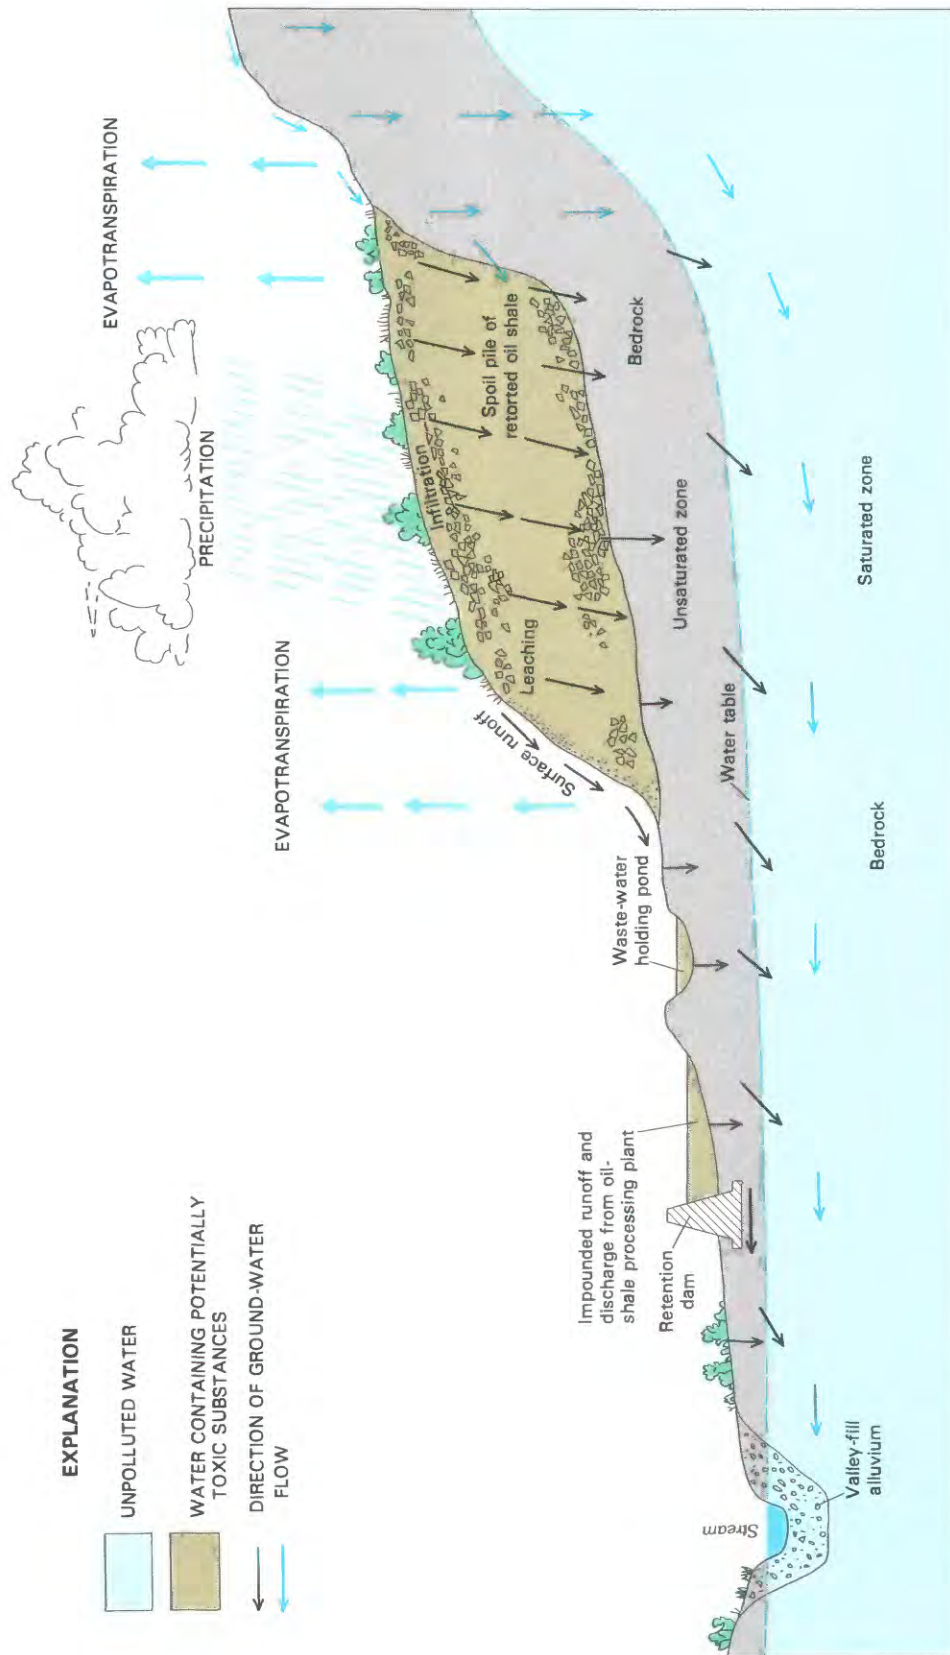 EXPLANATION
UNPOLLUTED WATER
WATER CONTAINING POTENTIALLY
TOXIC SUBSTANCES
DIRECTION OF GROUND-WATER
FLOW
EVAPOTRANSPIRATION
PRECIPITATION
EVAPOTRANSPIRATION
Infiltration
Spoil pile of
retorted oil shale
Leaching
Surface runoff
Bedrock
Unsaturated zone
Water table
Saturated zone
Bedrock
Waste-water
holding pond
Impounded runoff and
discharge from oil-
shale processing plant
Retention
dam
Stream
Valley-fill
alluvium